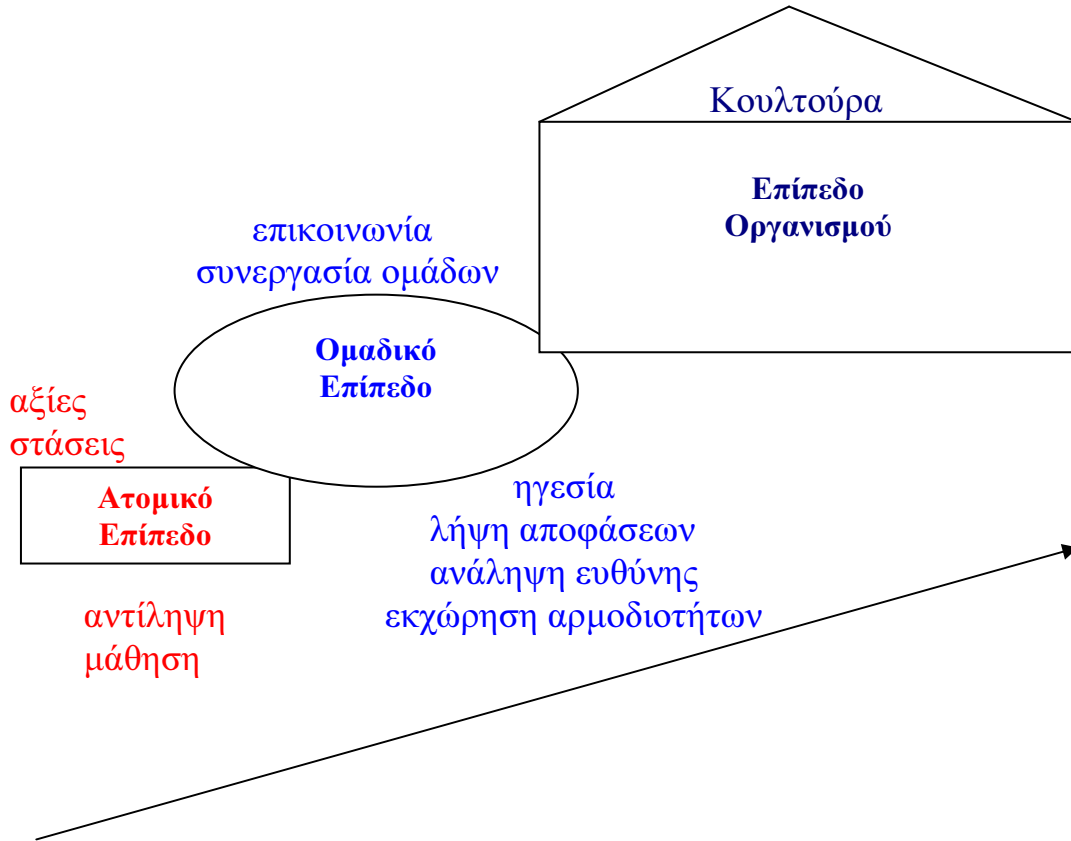 Κουλτούρα
Επίπεδο
Οργανισμού
επικοινωνία
συνεργασία ομάδων
Ομαδικό
Επίπεδο
αξίες
στάσεις
Ατομικό
Επίπεδο
αντίληψη
μάθηση
ηγεσία
λήψη αποφάσεων
ανάληψη ευθύνης
εκχώρηση αρμοδιοτήτων